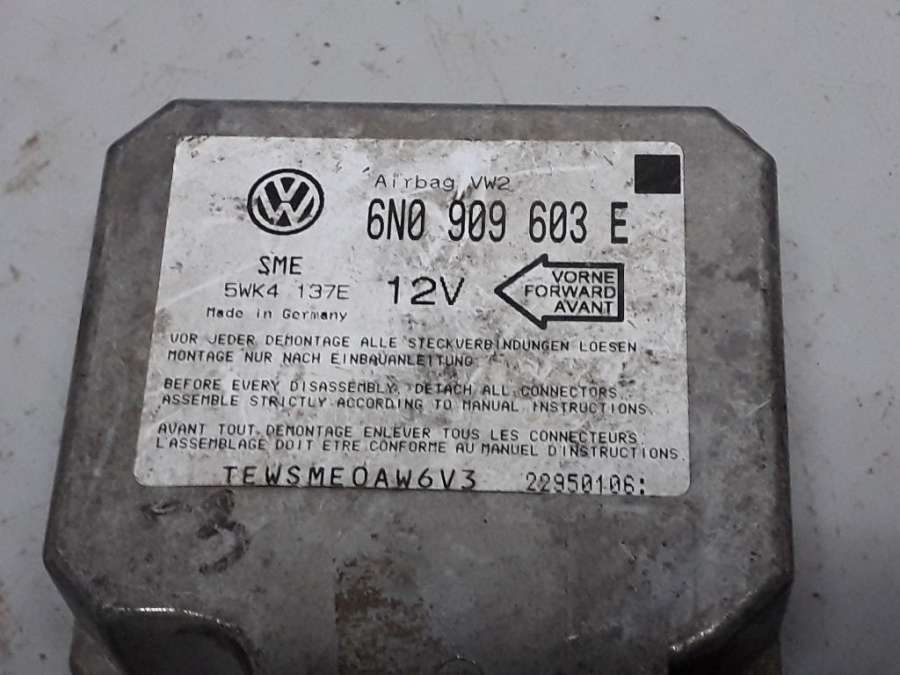 Airbag VW2
6N0 909 603 E
SME
5WK4 137E
12V
VORNE
FORWARD
AVANT
Made in Germany
VOR JEDER DEMONTAGE ALLE STECKVERBINDUNGEN LOESEN
MONTAGE NUR NACH EINBAUANLEITUNG
BEFORE EVERY DISASSEMBLY, DETACH ALL CONNECTORS.
ASSEMBLE STRICTLY ACCORDING TO MANUAL INSTRUCTIONS.
AVANT TOUT DEMONTAGE ENLEVER TOUS LES CONNECTEURS.
L'ASSEMBLAGE DOIT ETRE CONFORME AU MANUEL D'INSTRUCTIONS.
TEWSME0AW6V3 22950106: